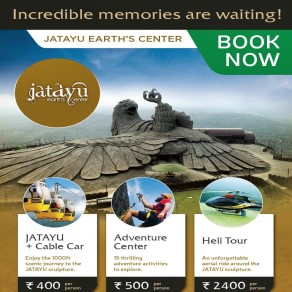 Incredible memories are waiting!
JATAYU EARTH'S CENTER
BOOK
NOW
jatayu
earth's center
JATAYU
+ Cable Car
Enjoy the 1000ft
scenic journey to the
JATAYU sculpture.
₹ 400 per
person
Adventure
Center
15 thrilling
adventure activities
to explore.
₹ 500 per
person
Heli Tour
An unforgettable
aerial ride around the
JATAYU sculpture.
₹ 2400 per
person